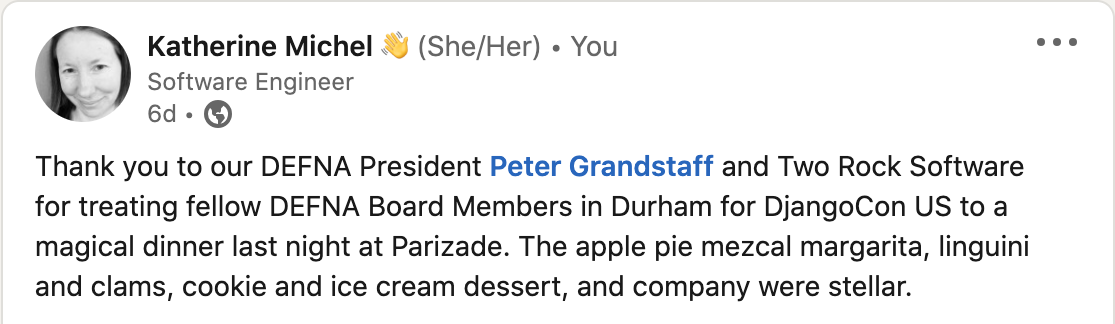 Katherine Michel 👋 (She/Her) • You
Software Engineer
6d •
Thank you to our DEFNA President Peter Grandstaff and Two Rock Software
for treating fellow DEFNA Board Members in Durham for DjangoCon US to a
magical dinner last night at Parizade. The apple pie mezcal margarita, linguini
and clams, cookie and ice cream dessert, and company were stellar.